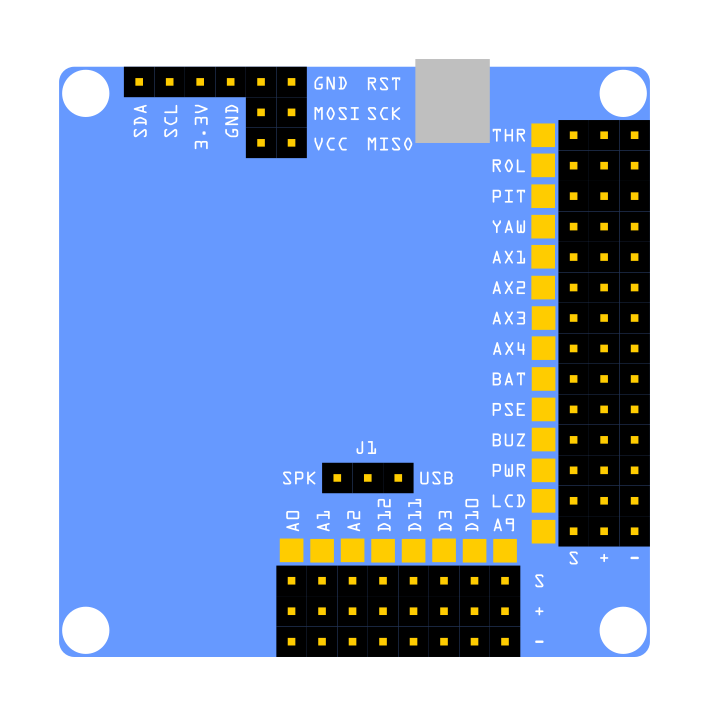 GND RST
MOSI SCK
VCC MISO
SDA
SCL
3.3V
GND
THR
ROL
PIT
YAW
AX1
AX2
AX3
AX4
BAT
PSE
BUZ
PWR
LCD
A9
S + -
J1
SPK USB
A0
A1
A2
D12
D11
D3
D10
S
+
-